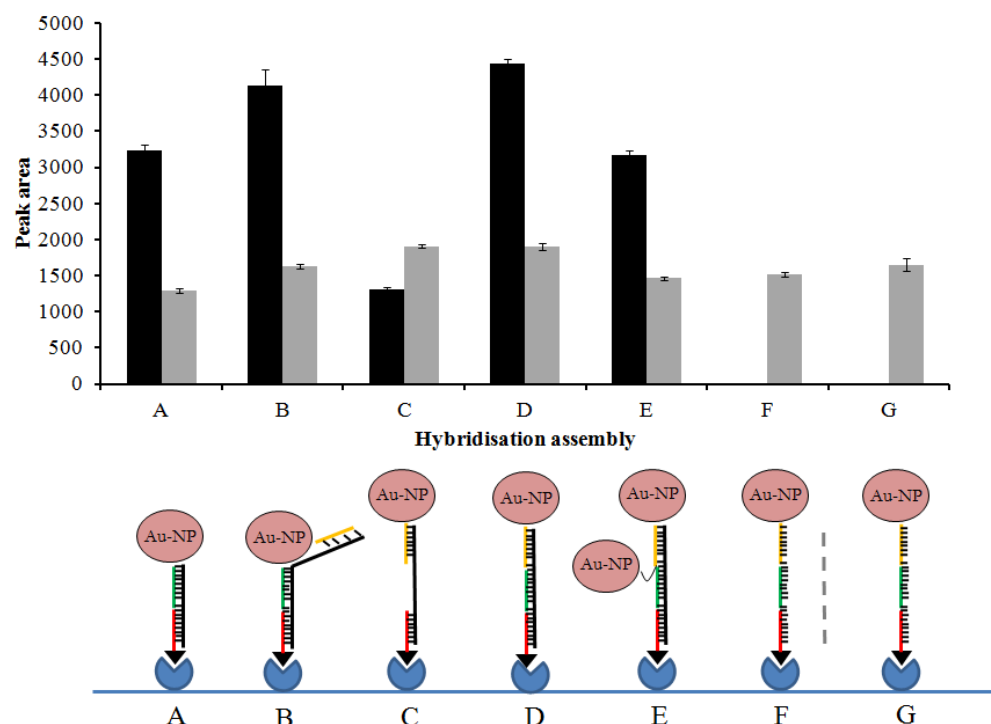 5000
4500
4000
3500
3000
2500
2000
1500
1000
500
0
Peak area
A B C D E F G
Hybridisation assembly
Au-NP Au-NP Au-NP Au-NP Au-NP Au-NP Au-NP Au-NP
A B C D E F G